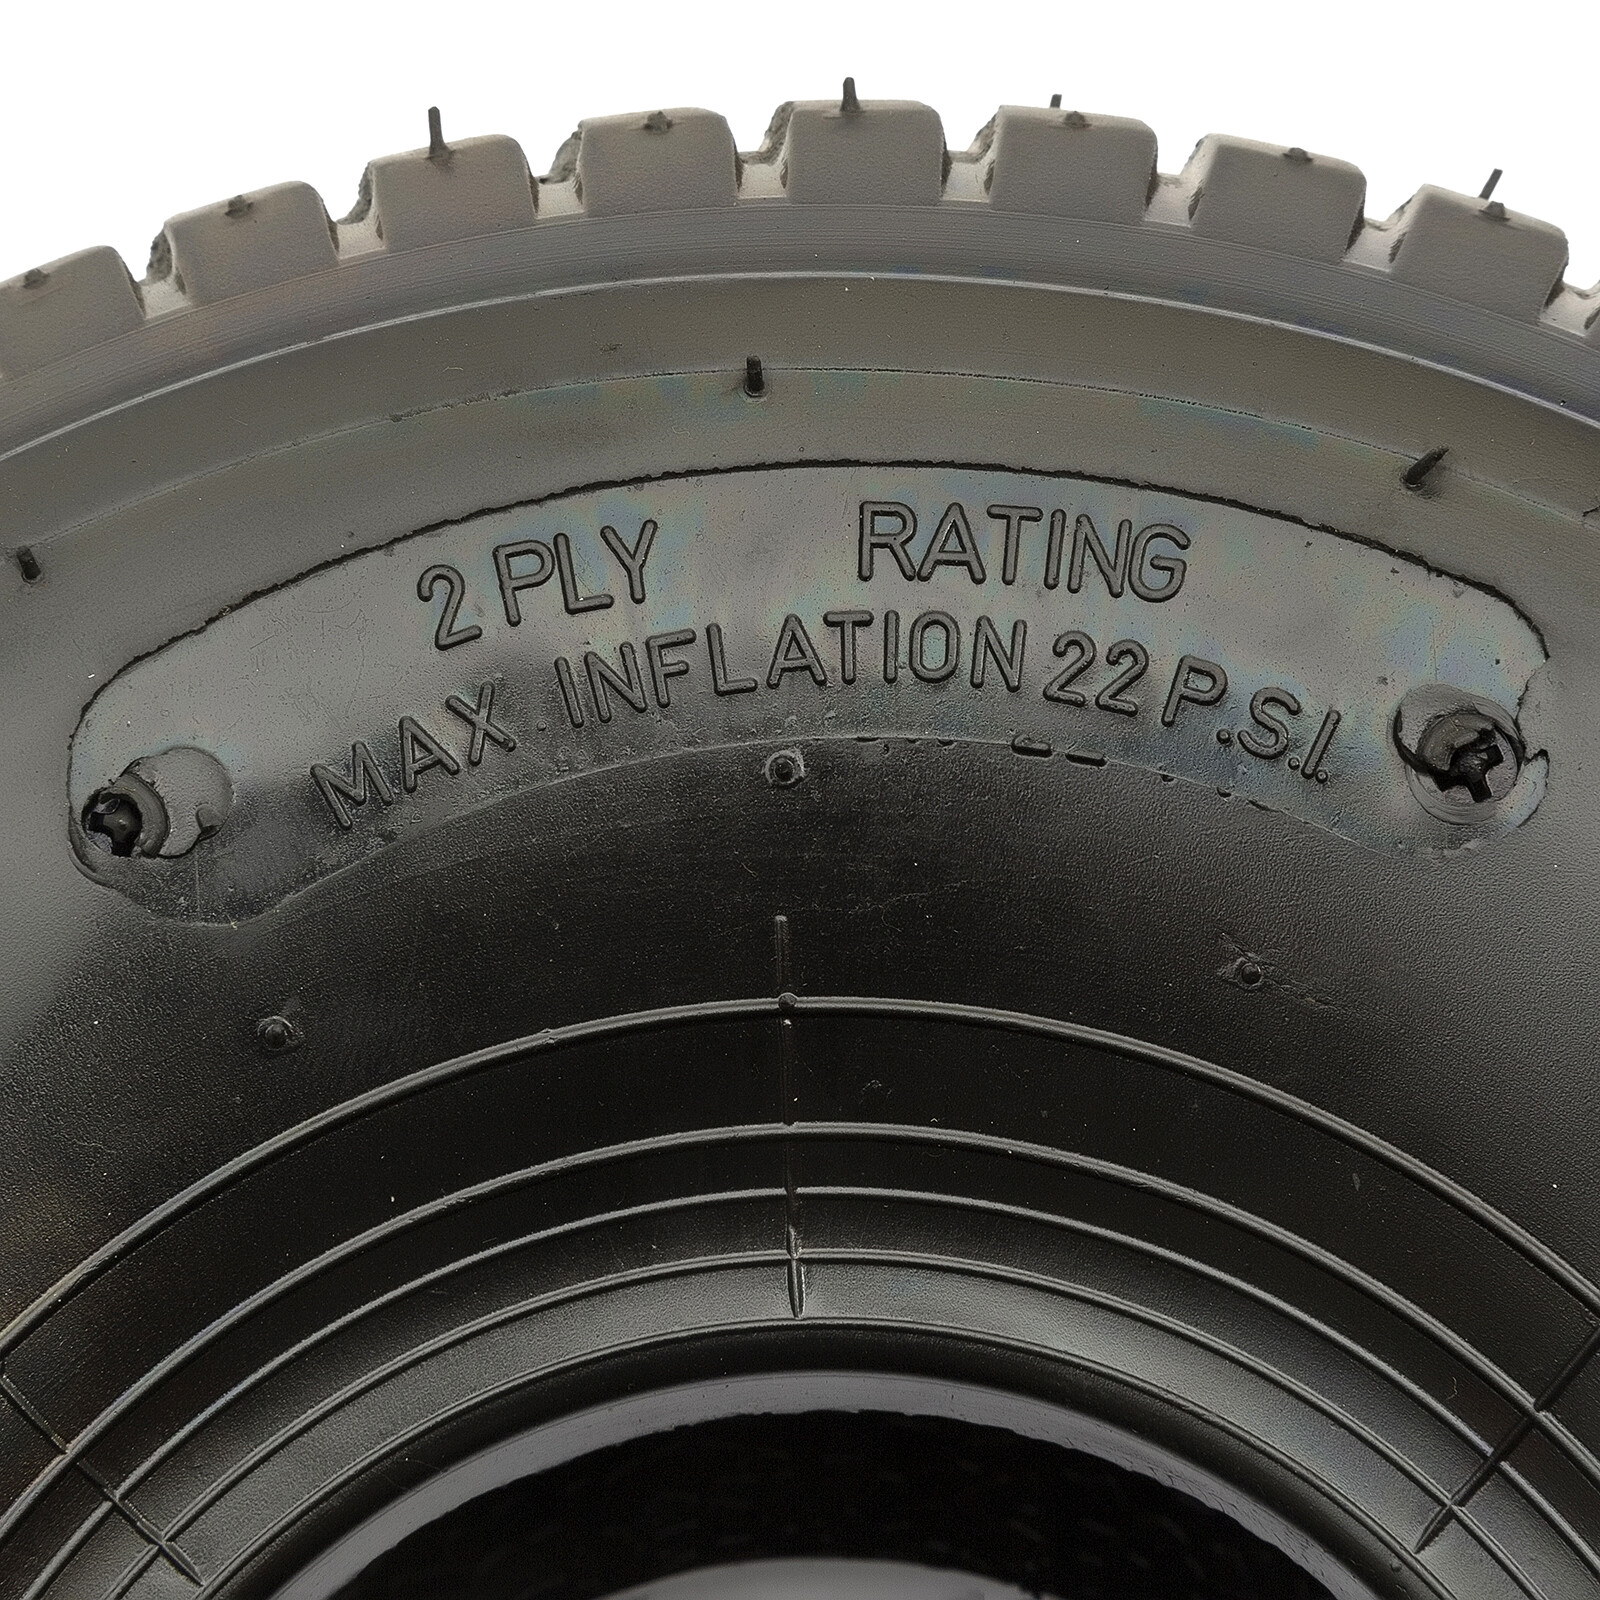 2 PLY RATING
MAX. INFLATION 22 P.S.I.